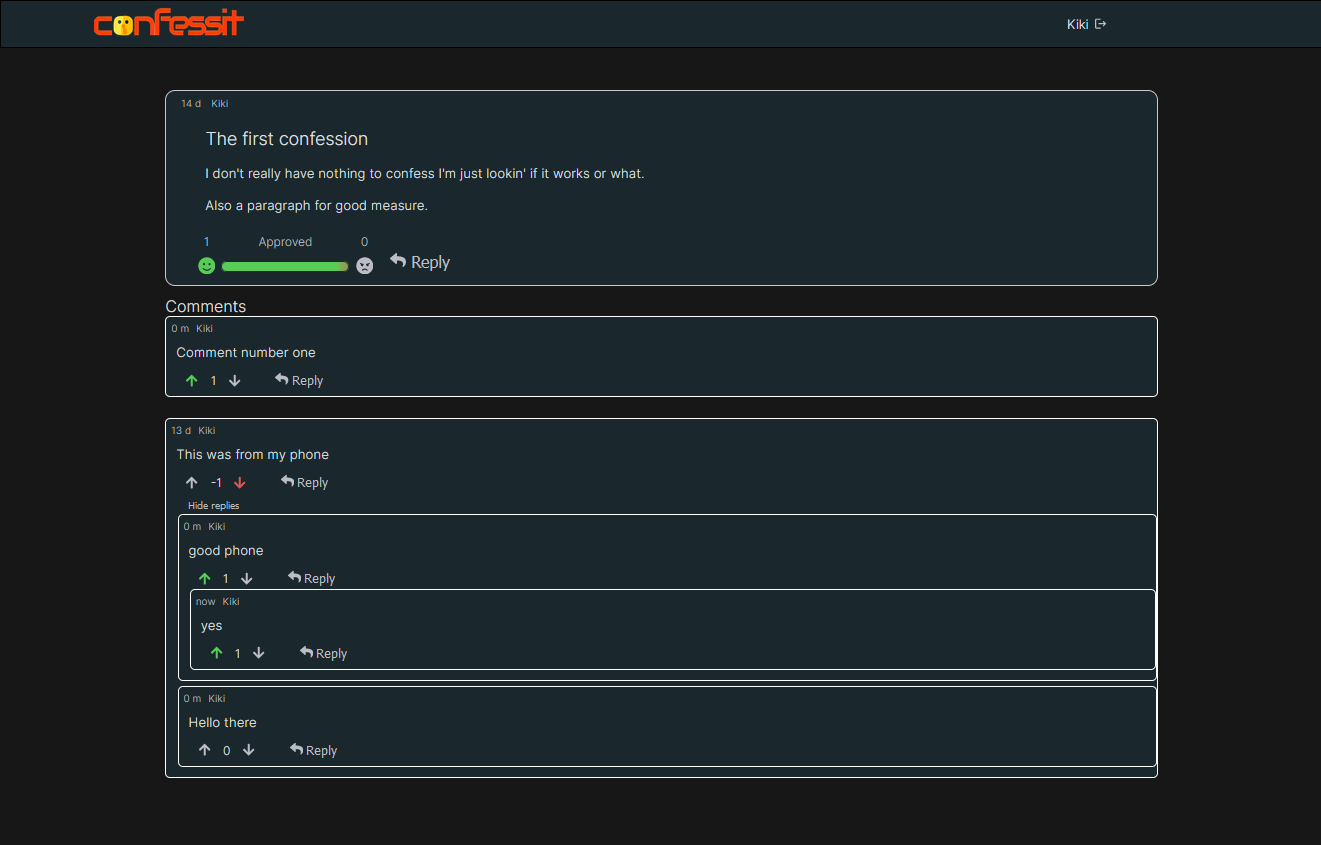 confessit
Kiki
14 d Kiki
The first confession
I don't really have nothing to confess I'm just lookin' if it works or what.
Also a paragraph for good measure.
1 Approved 0
Reply
Comments
0 m Kiki
Comment number one
1 Reply
13 d Kiki
This was from my phone
-1 Reply
Hide replies
0 m Kiki
good phone
1 Reply
now Kiki
yes
1 Reply
0 m Kiki
Hello there
0 Reply